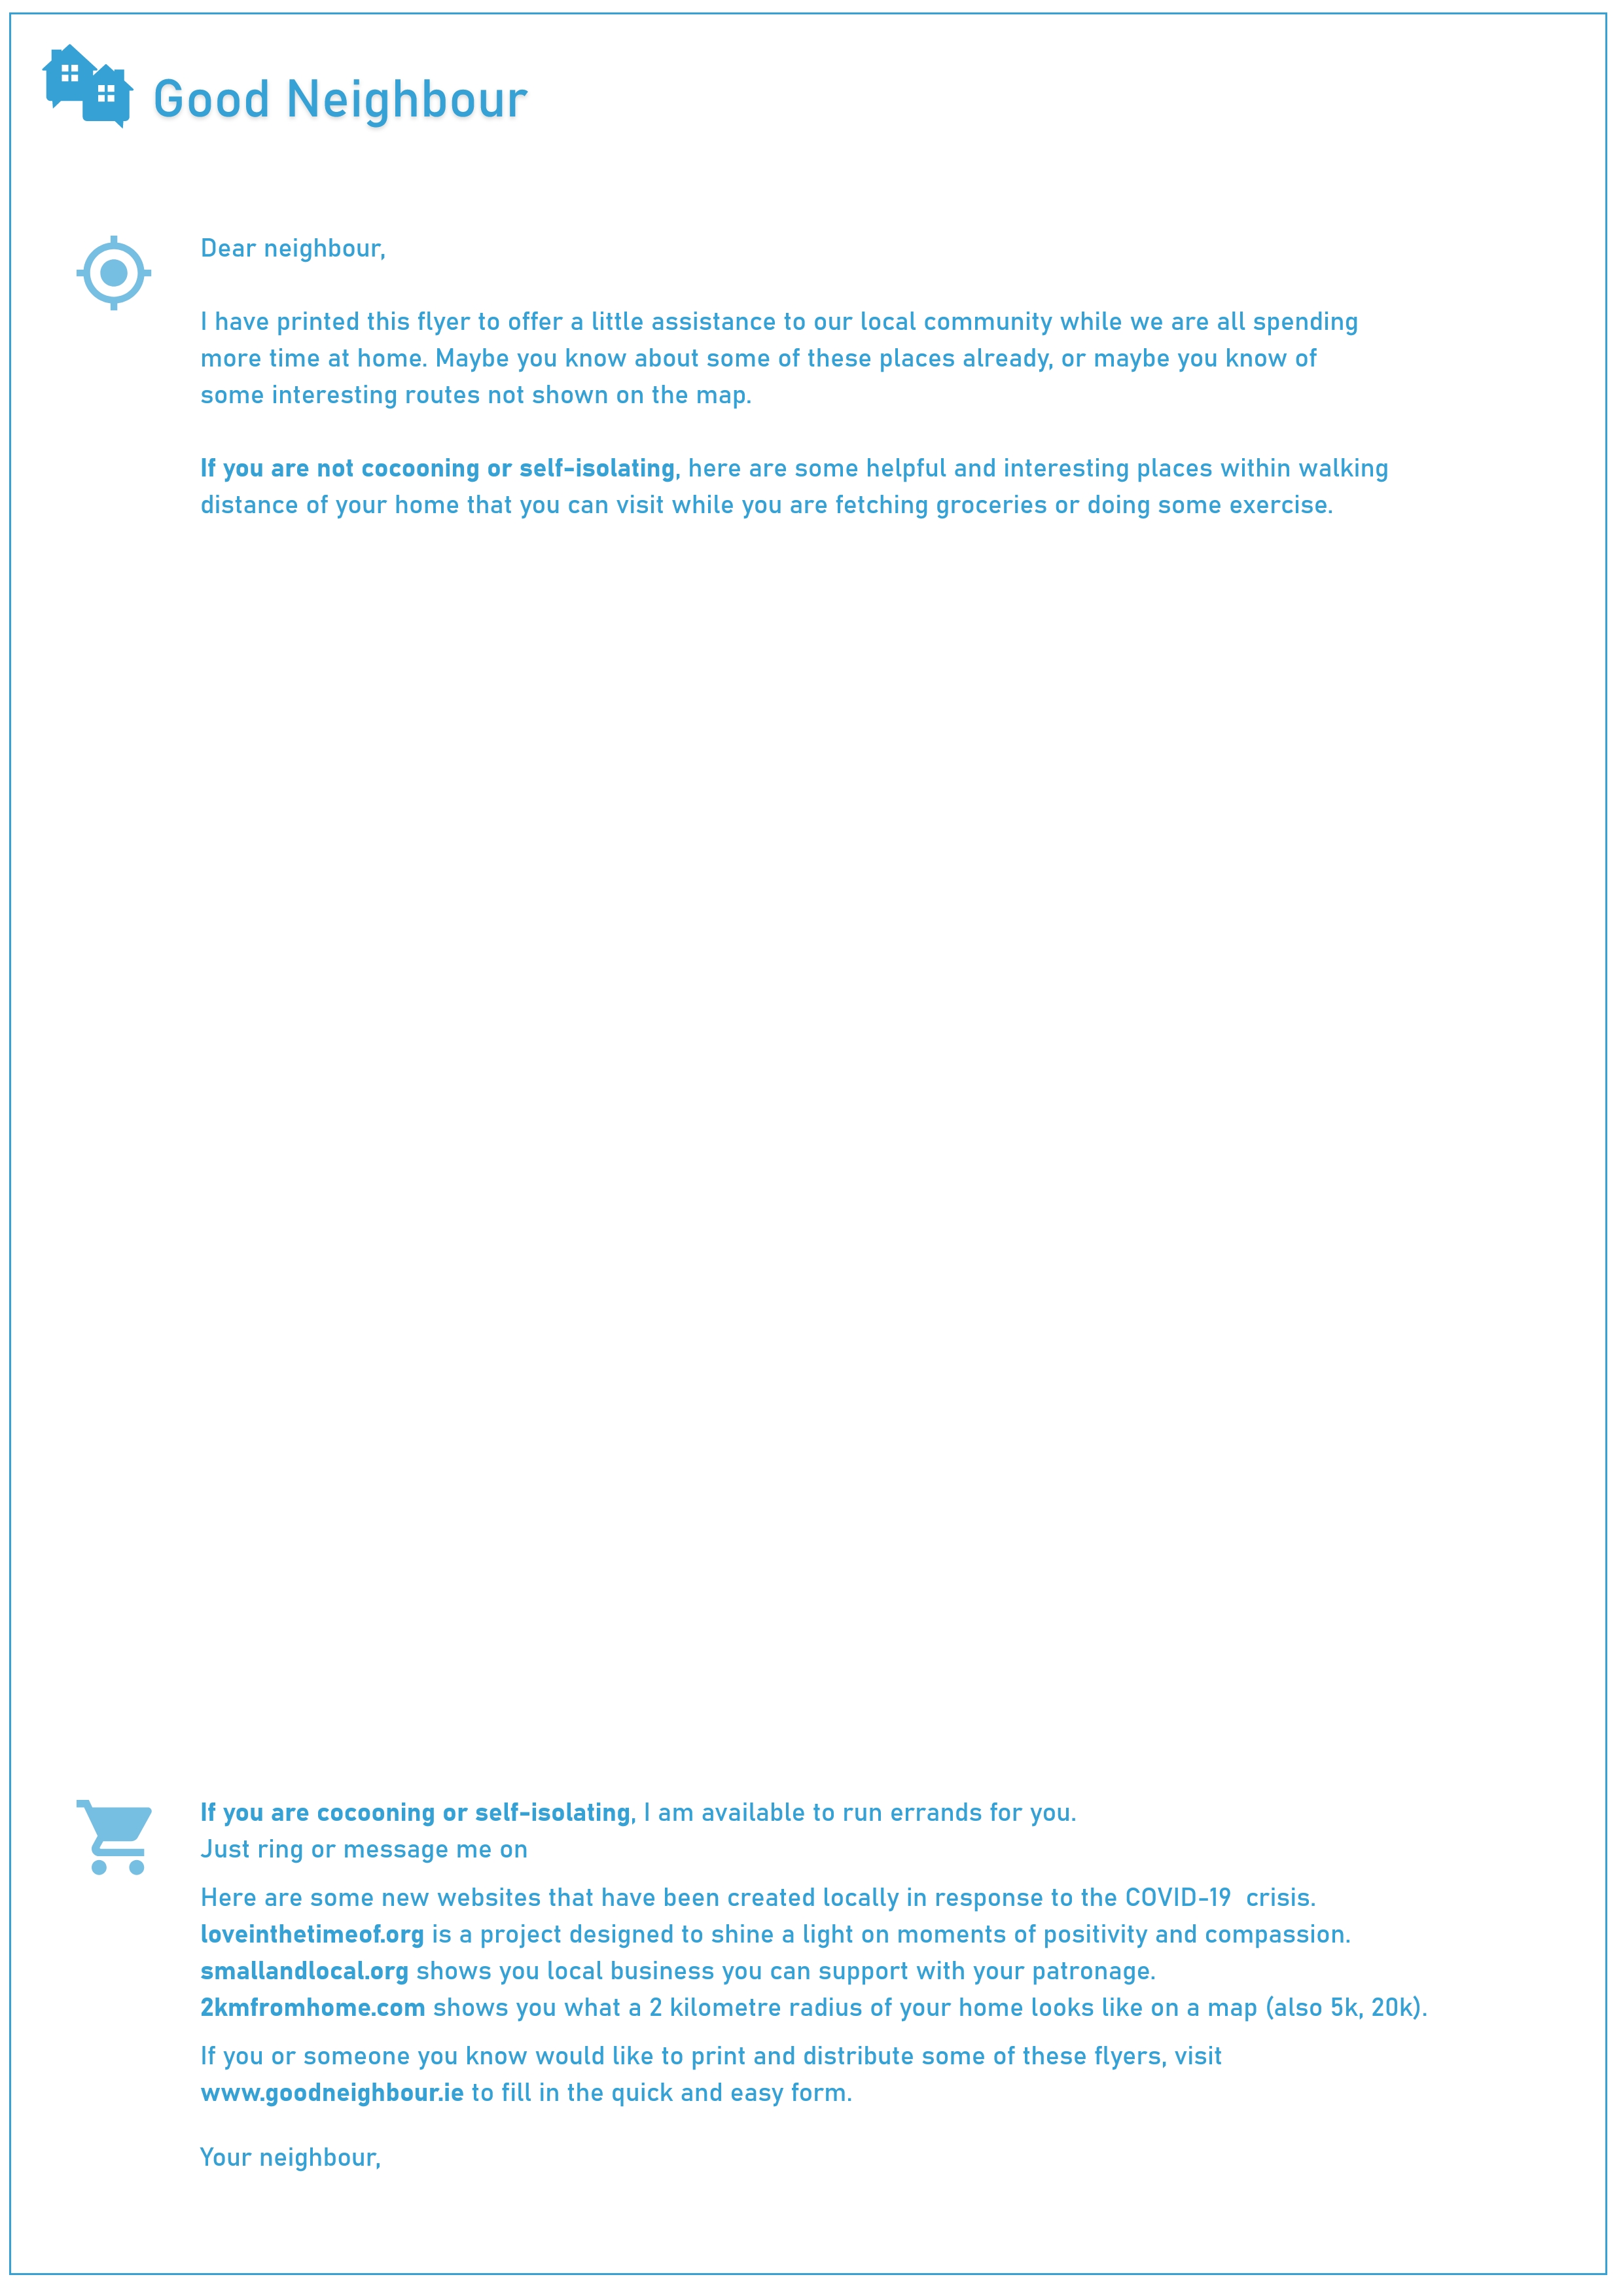 Good Neighbour
Dear neighbour,
I have printed this flyer to offer a little assistance to our local community while we are all spending
more time at home. Maybe you know about some of these places already, or maybe you know of
some interesting routes not shown on the map.
If you are not cocooning or self-isolating, here are some helpful and interesting places within walking
distance of your home that you can visit while you are fetching groceries or doing some exercise.
If you are cocooning or self-isolating, I am available to run errands for you.
Just ring or message me on
Here are some new websites that have been created locally in response to the COVID-19  crisis.
loveinthetimeof.org is a project designed to shine a light on moments of positivity and compassion.
smallandlocal.org shows you local business you can support with your patronage.
2kmfromhome.com shows you what a 2 kilometre radius of your home looks like on a map (also 5k, 20k).
If you or someone you know would like to print and distribute some of these flyers, visit
www.goodneighbour.ie to fill in the quick and easy form.
Your neighbour,